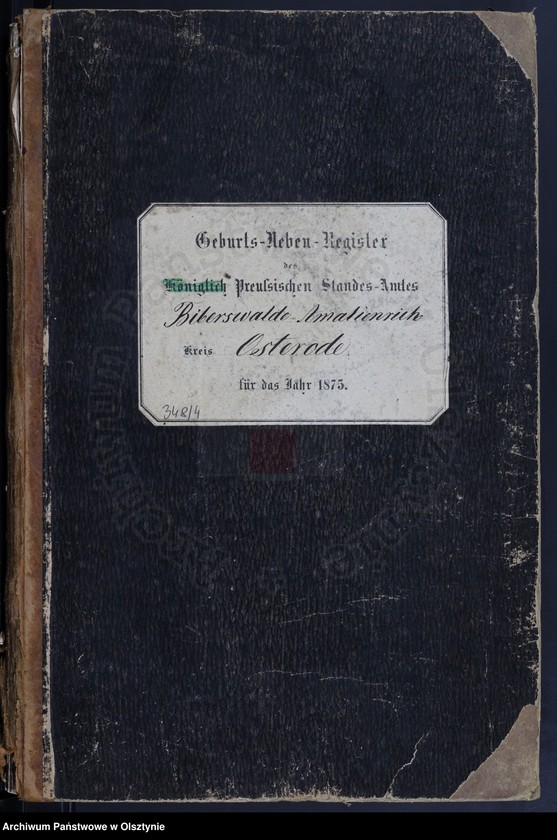 Geburts-Neben-Register
des
Königlich Preußischen Standes-Amtes
Biberswalde-Amalienrich
Kreis Osterode
für das Jahr 1875.
348/4
Archiwum Państwowe w Olsztynie